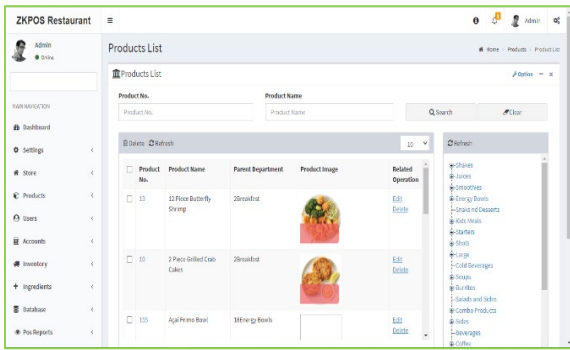 ZKPOS Restaurant
Admin
Admin
Online
Products List
Home - Products - Product List
Products List
Option
Product No.
Product Name
Product No.
Product Name
Search
Clear
MAIN NAVIGATION
Dashboard
Settings
Store
Products
Users
Accounts
Inventory
Ingredients
Database
Pos Reports
Delete Refresh
10
Refresh
Product No. Product Name Parent Department Product Image Related Operation
13 12 Piece Butterfly Shrimp 2Breakfast Edit Delete
2 Piece Grilled Crab Cakes 2Breakfast Edit Delete
135 Açaí Primo Bowl 18Energy Bowls Edit Delete
Shakes
Juices
Smoothies
Energy Bowls
Snaks nd Desserts
Kids Meals
Starters
Shots
Large
Cold Beverages
Soups
Burritos
Salads and Sides
Combo Products
Sides
Beverages
Coffee